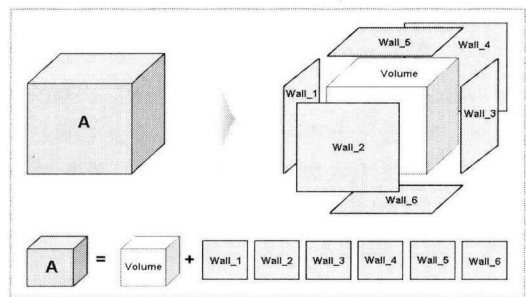 Wall_5
Wall_4
Volume
A
Wall_1
Wall_3
Wall_2
Wall_6
A = Volume + Wall_1 Wall_2 Wall_3 Wall_4 Wall_5 Wall_6